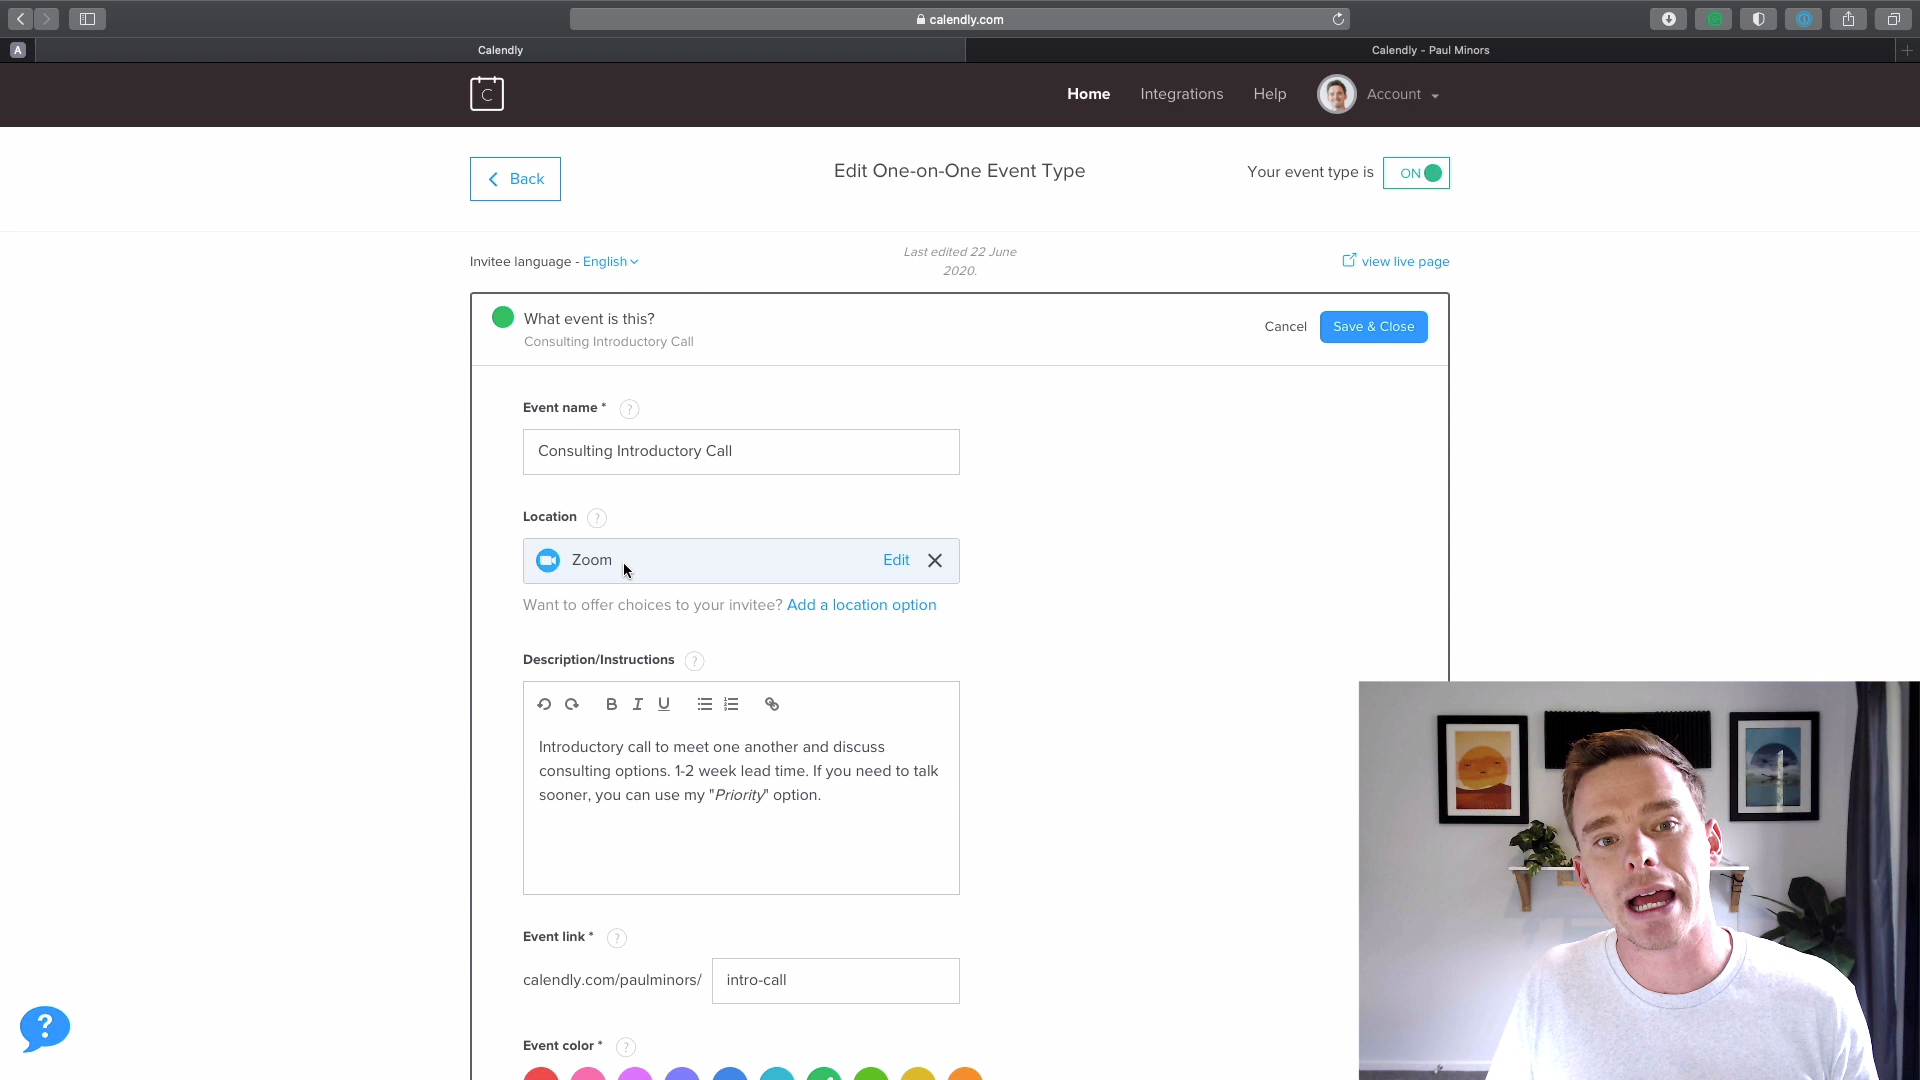 calendly.com
A
Calendly
Calendly - Paul Minors
C
Home
Integrations
Help
Account
Back
Edit One-on-One Event Type
Your event type is
ON
Invitee language - English
Last edited 22 June
2020.
view live page
What event is this?
Consulting Introductory Call
Cancel
Save & Close
Event name *
?
Consulting Introductory Call
Location
?
Zoom
Edit
Want to offer choices to your invitee? Add a location option
Description/Instructions
?
B I U
Introductory call to meet one another and discuss
consulting options. 1-2 week lead time. If you need to talk
sooner, you can use my "Priority" option.
Event link *
?
calendly.com/paulminors/
intro-call
?
Event color *
?